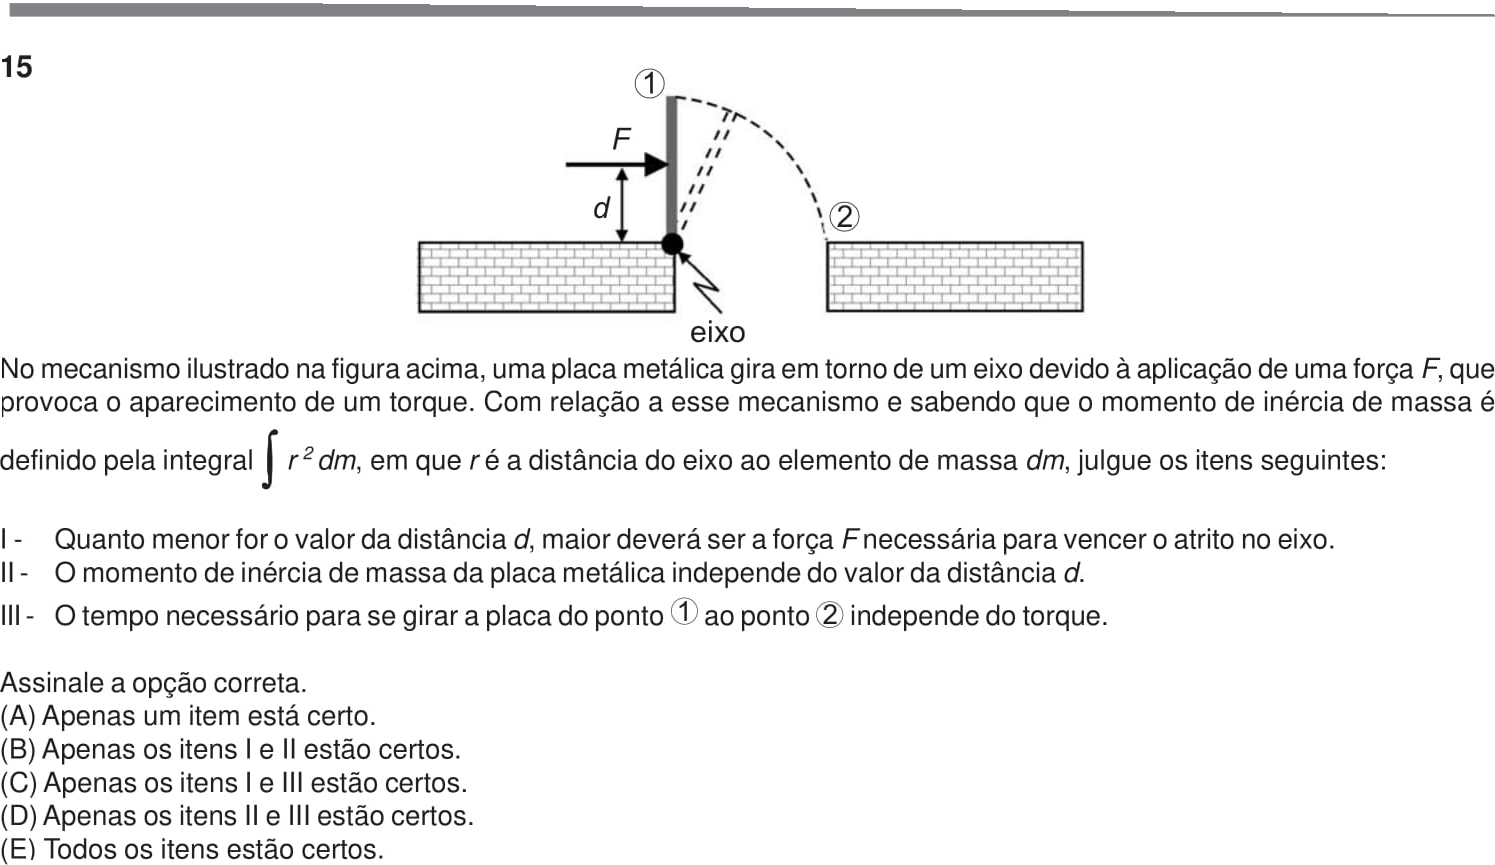 15
①
F
d
②
eixo
No mecanismo ilustrado na figura acima, uma placa metálica gira em torno de um eixo devido à aplicação de uma força F, que
provoca o aparecimento de um torque. Com relação a esse mecanismo e sabendo que o momento de inércia de massa é
definido pela integral ∫ r ² dm, em que r é a distância do eixo ao elemento de massa dm, julgue os itens seguintes:
I - Quanto menor for o valor da distância d, maior deverá ser a força F necessária para vencer o atrito no eixo.
II - O momento de inércia de massa da placa metálica independe do valor da distância d.
III - O tempo necessário para se girar a placa do ponto ① ao ponto ② independe do torque.
Assinale a opção correta.
(A) Apenas um item está certo.
(B) Apenas os itens I e II estão certos.
(C) Apenas os itens I e III estão certos.
(D) Apenas os itens II e III estão certos.
(E) Todos os itens estão certos.